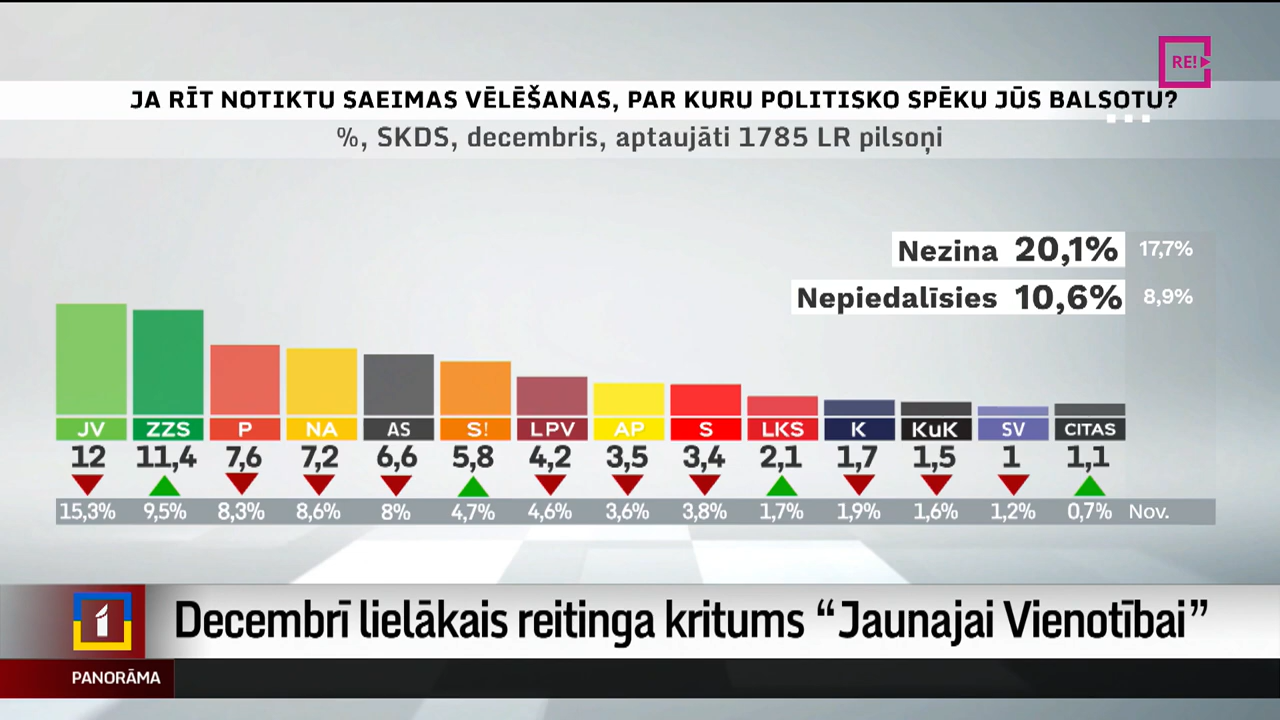 RE!
JA RĪT NOTIKTU SAEIMAS VĒLĒŠANAS, PAR KURU POLITISKO SPĒKU JŪS BALSOTU?
%, SKDS, decembris, aptaujāti 1785 LR pilsoņi
Nezina 20,1% 17,7%
Nepiedalīsies 10,6% 8,9%
JV ZZS P NA AS S! LPV AP S LKS K KuK SV CITAS
12 11,4 7,6 7,2 6,6 5,8 4,2 3,5 3,4 2,1 1,7 1,5 1 1,1
15,3% 9,5% 8,3% 8,6% 8% 4,7% 4,6% 3,6% 3,8% 1,7% 1,9% 1,6% 1,2% 0,7% Nov.
1 Decembrī lielākais reitinga kritums “Jaunajai Vienotībai”
PANORĀMA